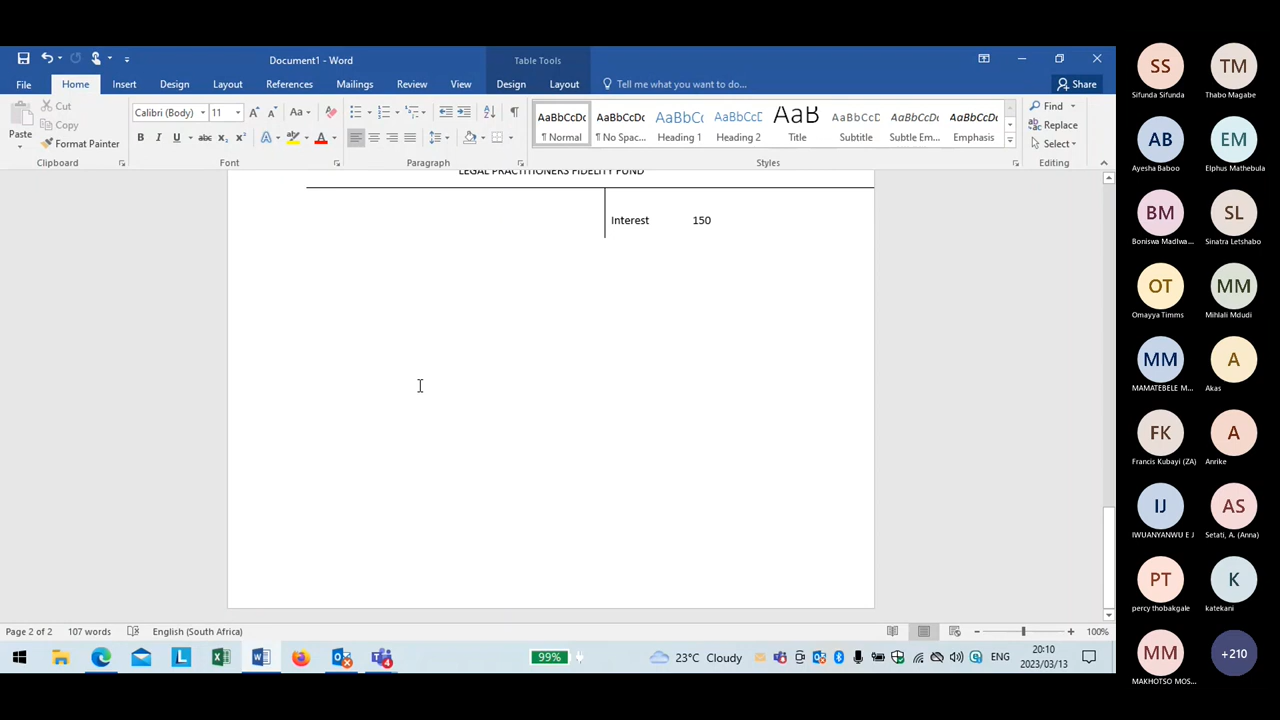 Document1 - Word
Table Tools
File
Home
Insert
Design
Layout
References
Mailings
Review
View
Design
Layout
Tell me what you want to do...
Share
Paste
Cut
Copy
Format Painter
Clipboard
Calibri (Body)
11
Font
Paragraph
AaBbCcDc
¶ Normal
AaBbCcDc
¶ No Spac...
AaBbCc
Heading 1
AaBbCcD
Heading 2
AaB
Title
AaBbCcD
Subtitle
AaBbCcDc
Subtle Em...
AaBbCcDc
Emphasis
Styles
Find
Replace
Select
Editing
LEGAL PRACTITIONERS FIDELITY FUND
Interest 150
Page 2 of 2
107 words
English (South Africa)
100%
99%
23°C Cloudy
ENG
20:10
2023/03/13
SS
Sifunda Sifunda
TM
Thabo Magabe
AB
Ayesha Baboo
EM
Elphus Mathebula
BM
Boniswa Madlwa...
SL
Sinatra Letshabo
OT
Omayya Timms
MM
Mihlali Mdudi
MM
MAMATEBELE M...
A
Akas
FK
Francis Kubayi (ZA)
A
Anrike
IJ
IWUANYANWU E J
AS
Setati, A. (Anna)
PT
percy thobakgale
K
katekani
MM
MAKHOTSO MOS...
+210